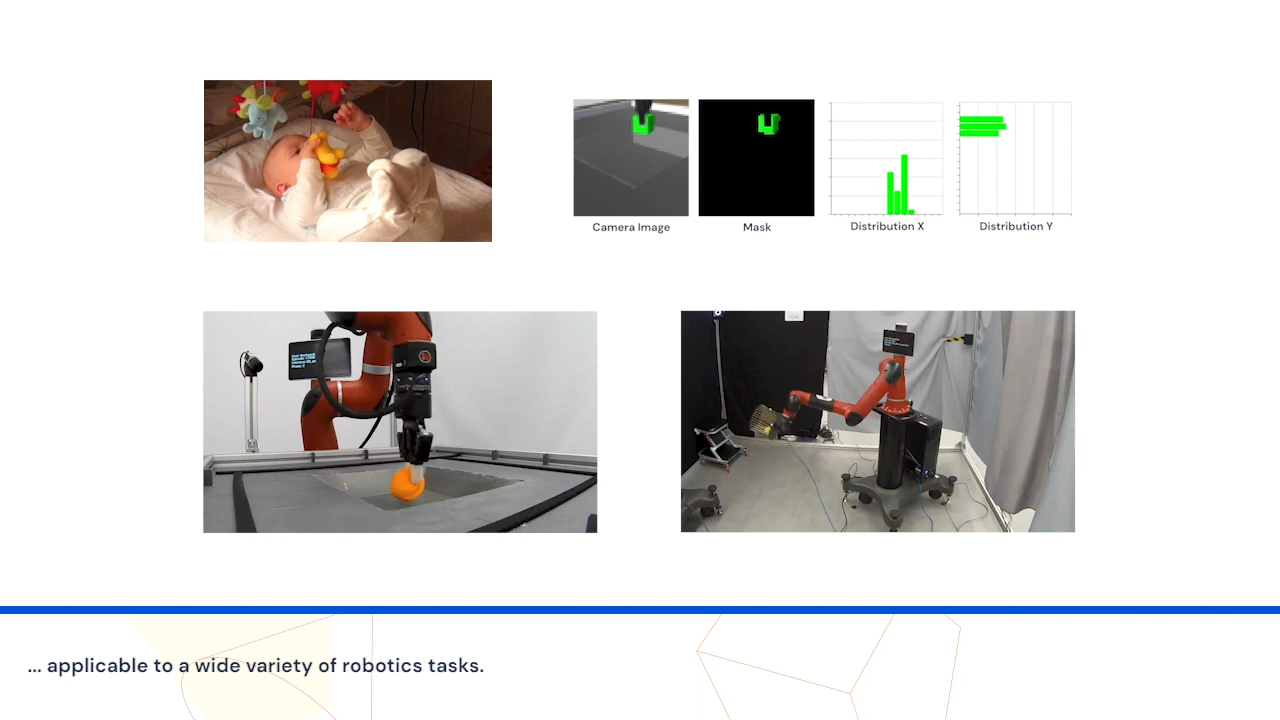 Camera Image
Mask
Distribution X
Distribution Y
... applicable to a wide variety of robotics tasks.